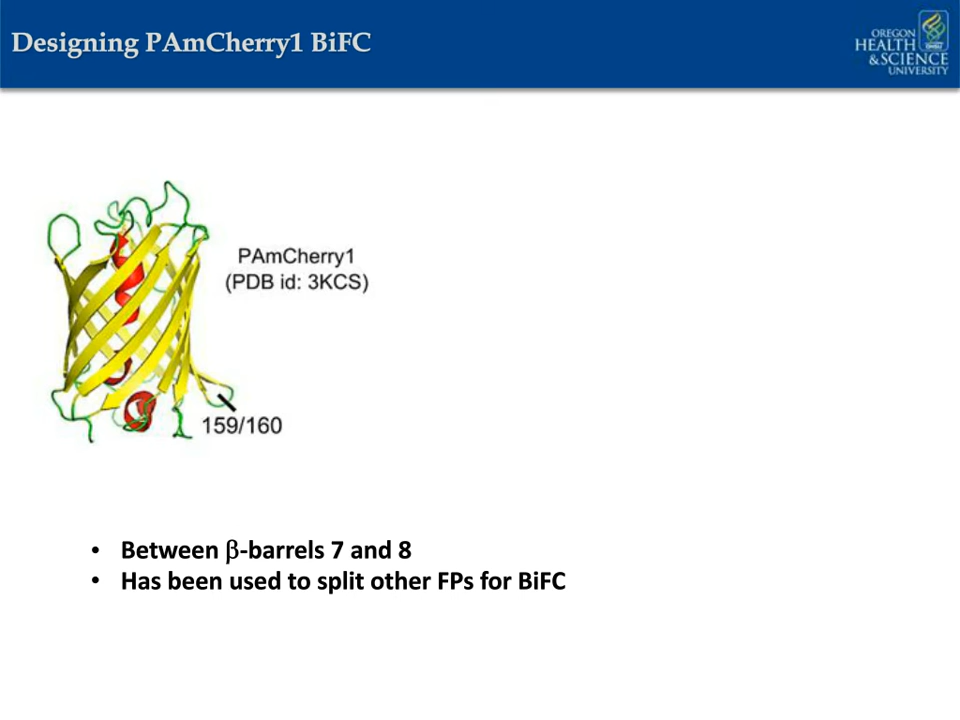 Designing PAmCherry1 BiFC
OREGON
HEALTH
& SCIENCE
UNIVERSITY
PAmCherry1
(PDB id: 3KCS)
159/160
• Between β-barrels 7 and 8
• Has been used to split other FPs for BiFC